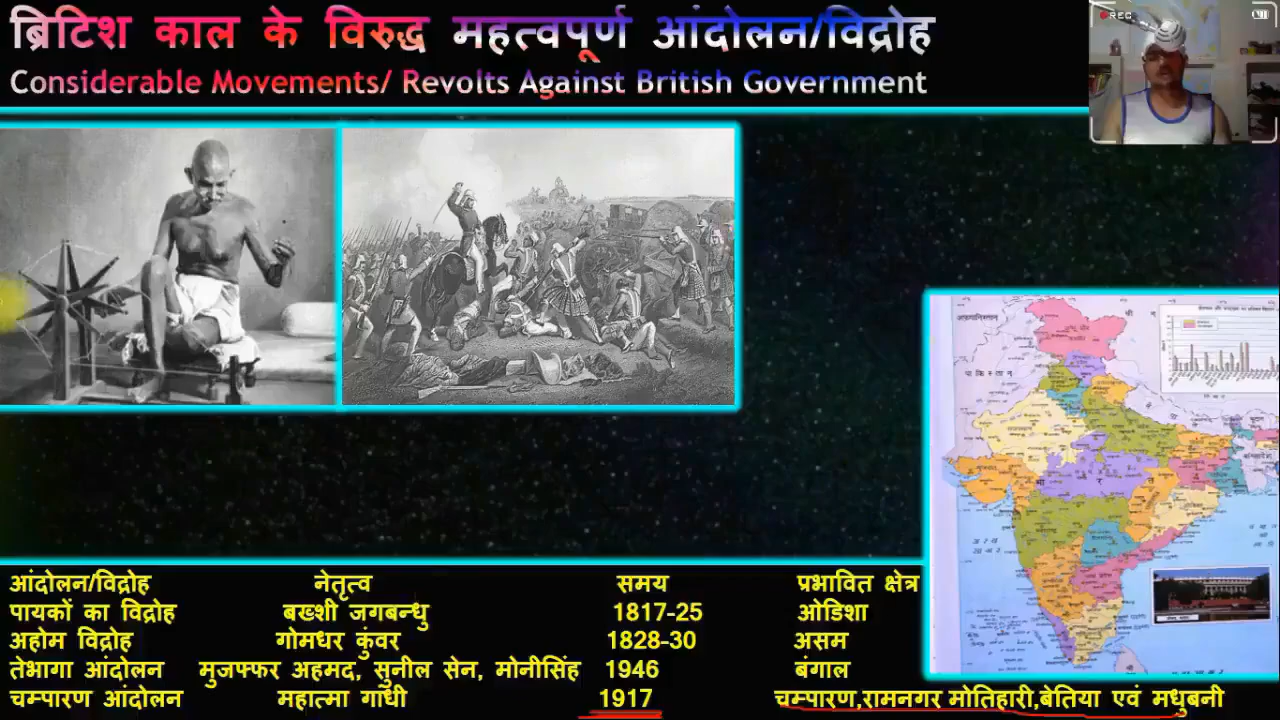 ब्रिटिश काल के विरुद्ध महत्वपूर्ण आंदोलन/विद्रोह
Considerable Movements/ Revolts Against British Government
REC
आंदोलन/विद्रोह नेतृत्व समय प्रभावित क्षेत्र
पायकों का विद्रोह बख्शी जगबन्धु 1817-25 ओडिशा
अहोम विद्रोह गोमधर कुंवर 1828-30 असम
तेभागा आंदोलन मुजफ्फर अहमद, सुनील सेन, मोनीसिंह 1946 बंगाल
चम्पारण आंदोलन महात्मा गांधी 1917 चम्पारण,रामनगर मोतिहारी,बेतिया एवं मधुबनी